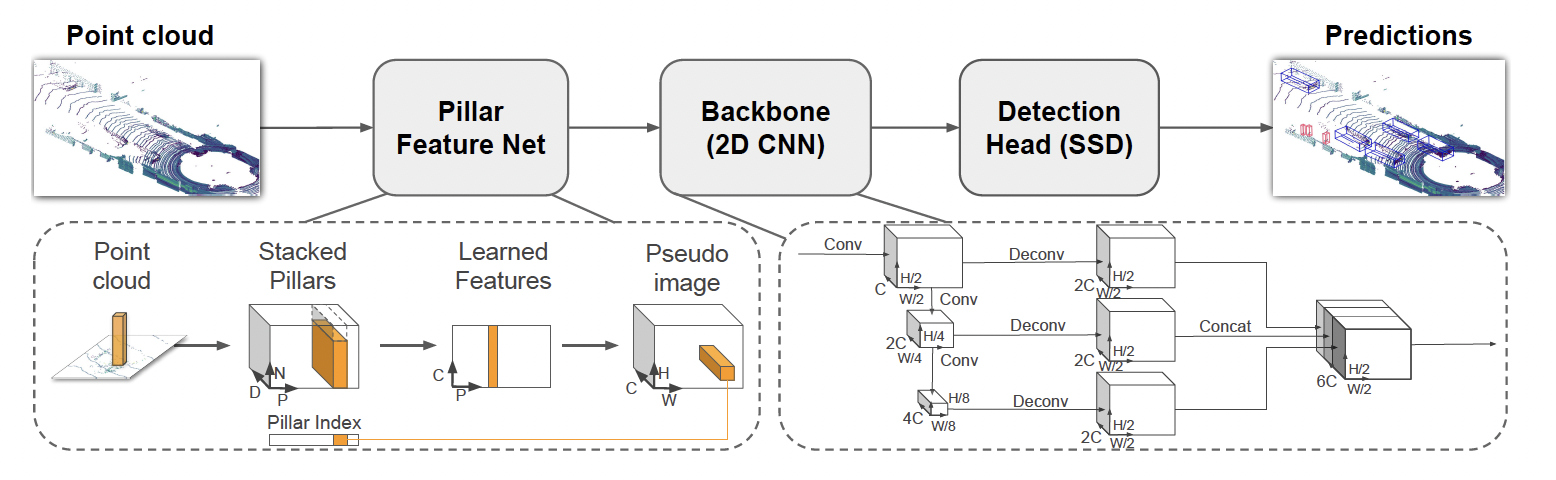 Point cloud
Predictions
Pillar
Feature Net
Backbone
(2D CNN)
Detection
Head (SSD)
Point
cloud
Stacked
Pillars
Learned
Features
Pseudo
image
N
D
P
C
P
H
C
W
Pillar Index
Conv
H/2
C
W/2
Deconv
H/2
2C
W/2
Conv
H/4
2C
W/4
Deconv
H/2
2C
W/2
Concat
Conv
H/8
4C
W/8
Deconv
H/2
2C
W/2
H/2
6C
W/2